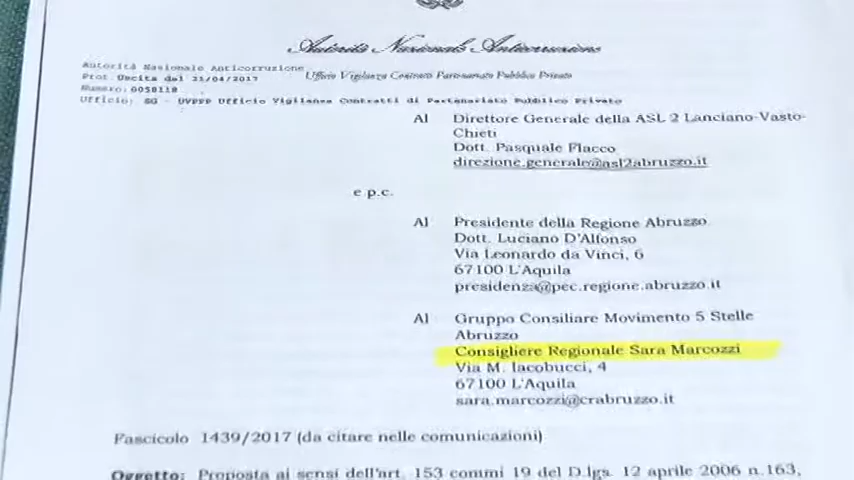 Autorità Nazionale Anticorruzione
Autorità Nazionale Anticorruzione
Ufficio Vigilanza Contratti Partenariato Pubblico Privato
Prot. Uscita del 21/04/2017
Numero: 0058118
Ufficio: SG - UVPPP Ufficio Vigilanza Contratti di Partenariato Pubblico Privato
Al Direttore Generale della ASL 2 Lanciano-Vasto-
Chieti
Dott. Pasquale Flacco
direzione.generale@asl2abruzzo.it
e p.c.
Al Presidente della Regione Abruzzo
Dott. Luciano D'Alfonso
Via Leonardo da Vinci, 6
67100 L'Aquila
presidenza@pec.regione.abruzzo.it
Al Gruppo Consiliare Movimento 5 Stelle
Abruzzo
Consigliere Regionale Sara Marcozzi
Via M. Iacobucci, 4
67100 L'Aquila
sara.marcozzi@crabruzzo.it
Fascicolo 1439/2017 (da citare nelle comunicazioni)
Oggetto: Proposta ai sensi dell'art. 153 commi 19 del D.lgs. 12 aprile 2006 n.163,